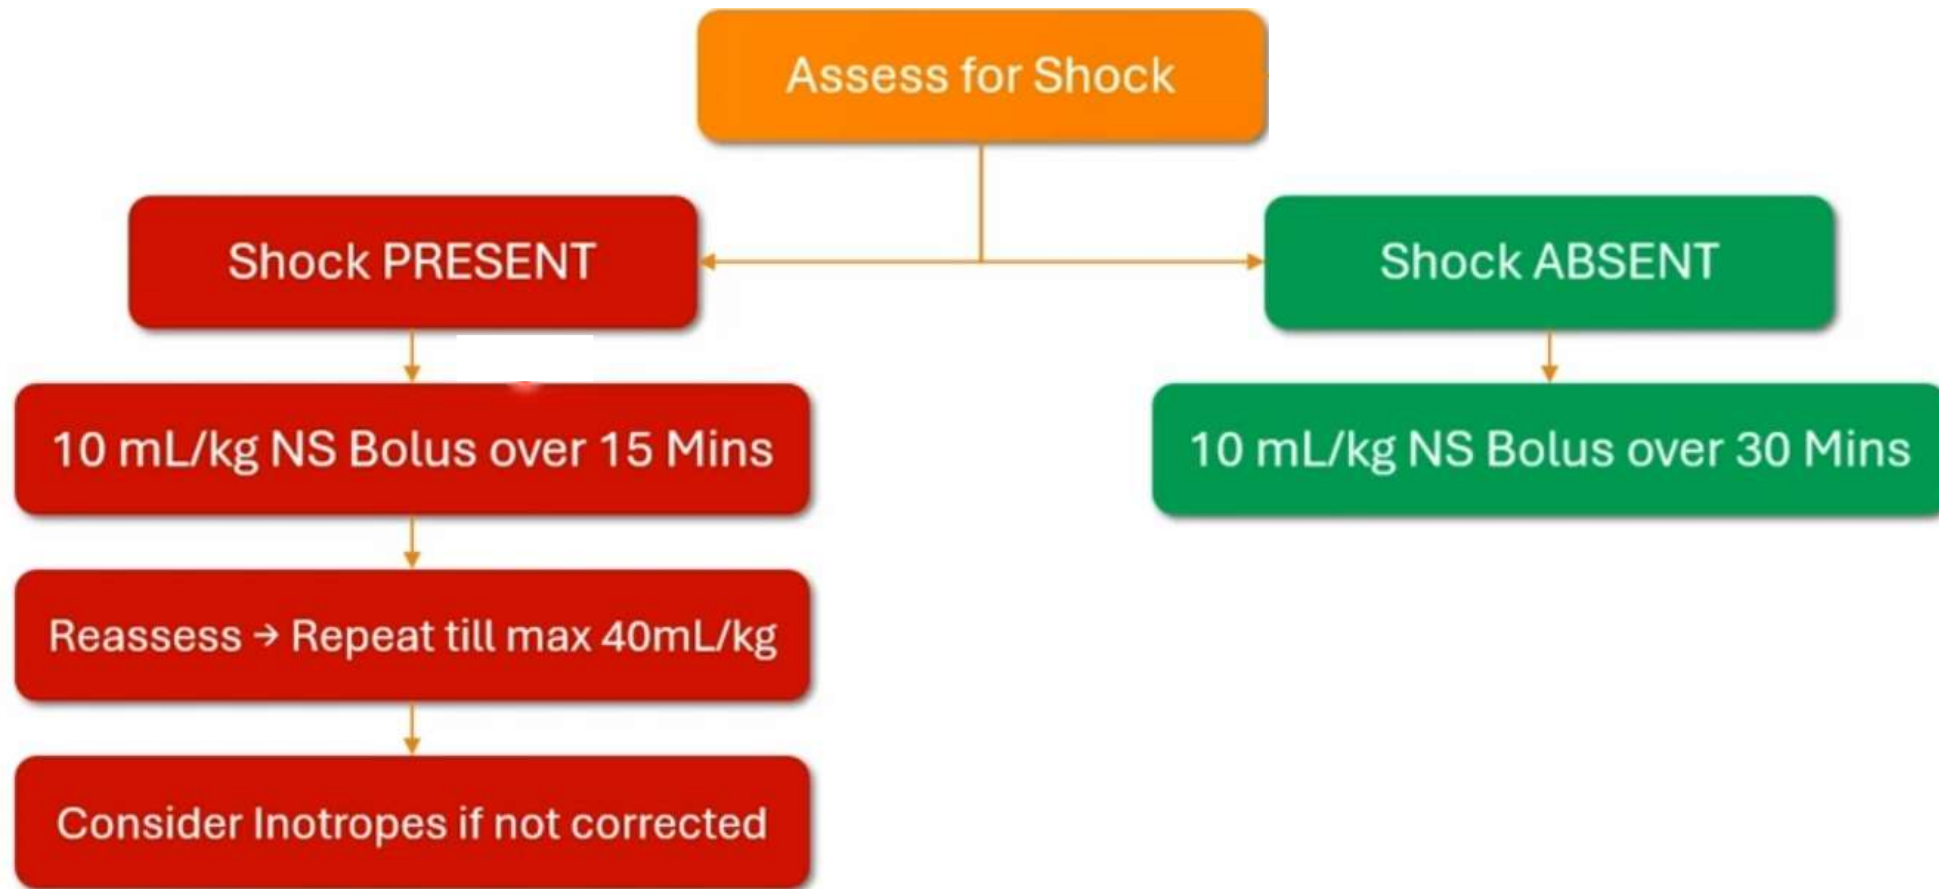 Assess for Shock
Shock PRESENT
Shock ABSENT
10 mL/kg NS Bolus over 15 Mins
10 mL/kg NS Bolus over 30 Mins
Reassess → Repeat till max 40mL/kg
Consider Inotropes if not corrected